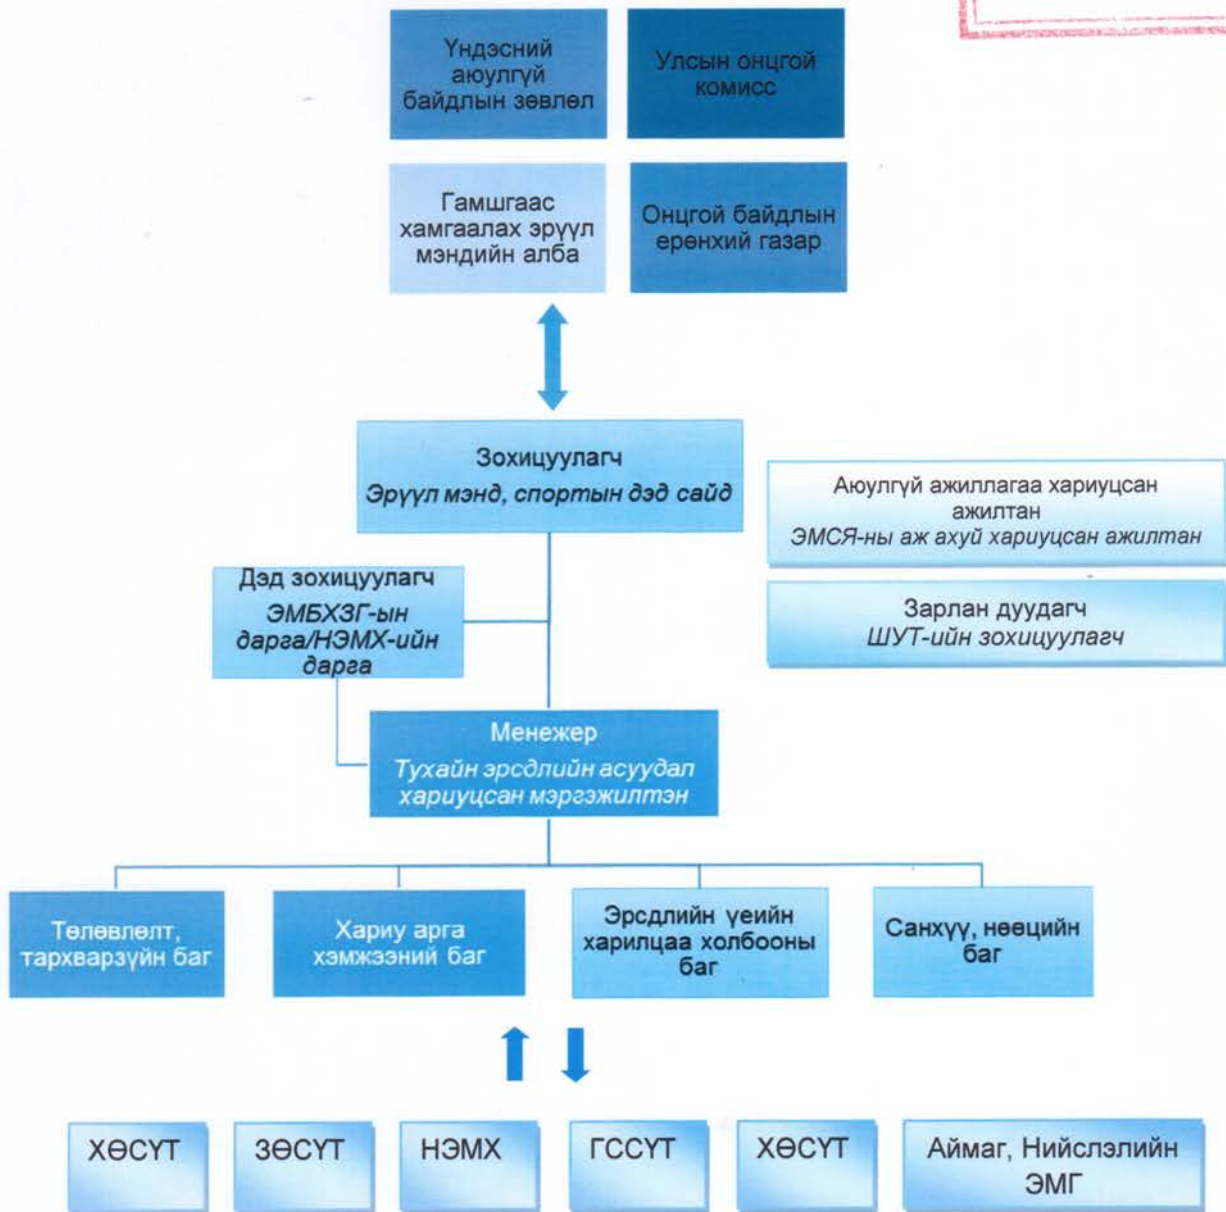 Үндэсний
аюулгүй
байдлын зөвлөл
Улсын онцгой
комисс
Гамшгаас
хамгаалах эрүүл
мэндийн алба
Онцгой байдлын
ерөнхий газар
Зохицуулагч
Эрүүл мэнд, спортын дэд сайд
Аюулгүй ажиллагаа хариуцсан
ажилтан
ЭМСЯ-ны аж ахуй хариуцсан ажилтан
Дэд зохицуулагч
ЭМБХЗГ-ын
дарга/НЭМХ-ийн
дарга
Зарлан дуудагч
ШУТ-ийн зохицуулагч
Менежер
Тухайн эрсдлийн асуудал
хариуцсан мэргэжилтэн
Төлөвлөлт,
тархварзүйн баг
Хариу арга
хэмжээний баг
Эрсдлийн үеийн
харилцаа холбооны
баг
Санхүү, нөөцийн
баг
ХӨСҮТ
ЗӨСҮТ
НЭМХ
ГССҮТ
ХӨСҮТ
Аймаг, Нийслэлийн
ЭМГ